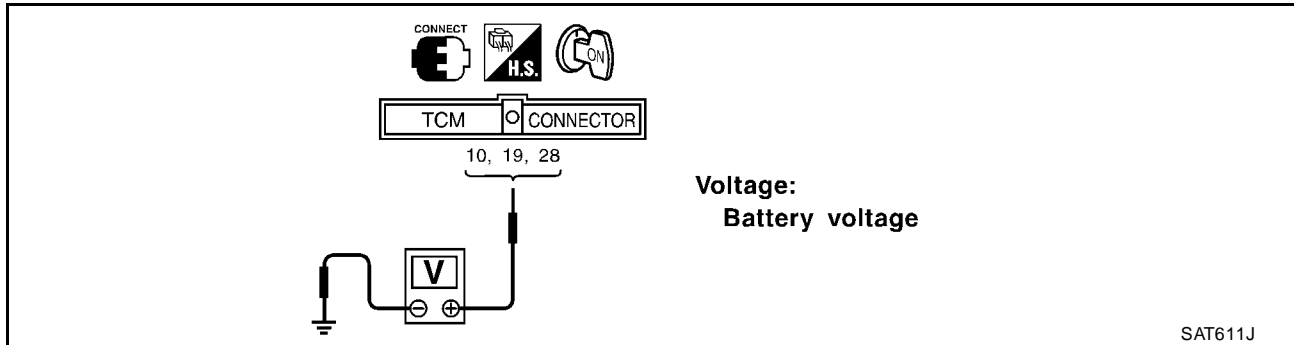 CONNECT
H.S.
ON
TCM
CONNECTOR
10, 19, 28
Voltage:
Battery voltage
V
SAT611J